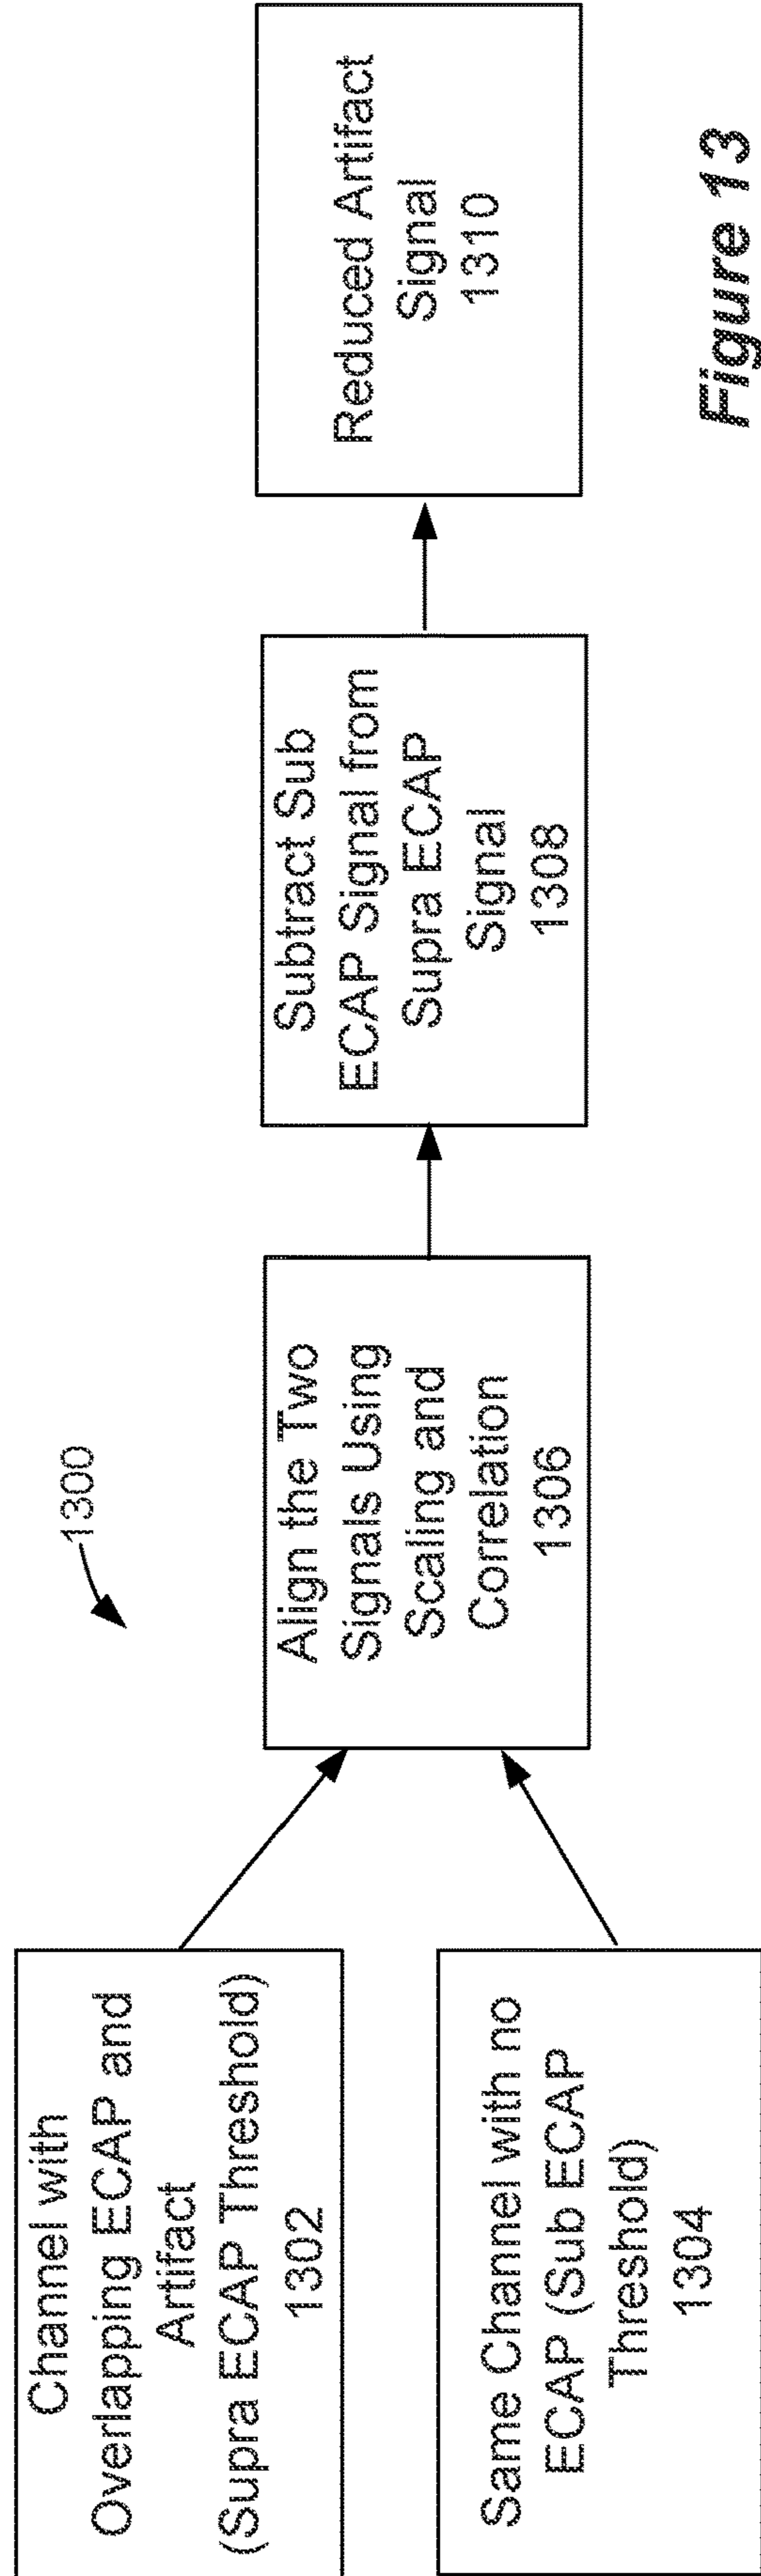 1300
Channel with
Overlapping ECAP and
Artifact
(Supra ECAP Threshold)
1302
Same Channel with no
ECAP (Sub ECAP
Threshold)
1304
Align the Two
Signals Using
Scaling and
Correlation
1306
Subtract Sub
ECAP Signal from
Supra ECAP
Signal
1308
Reduced Artifact
Signal
1310
Figure 13